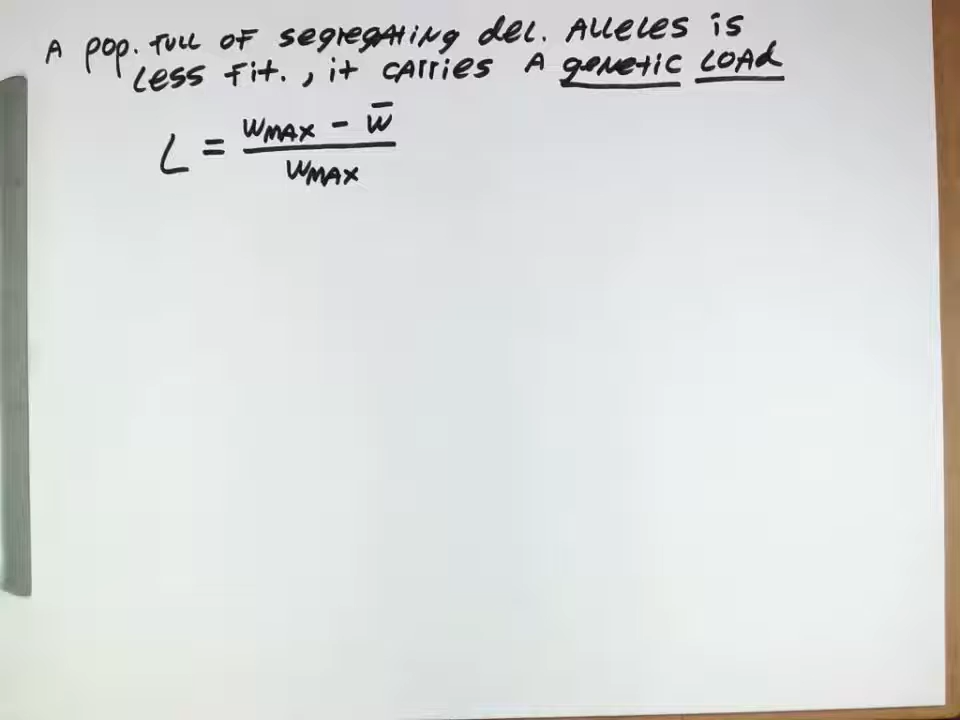 A pop. full of segregating del. Alleles is
less fit., it carries a genetic load
L = (wmax - w̄) / wmax